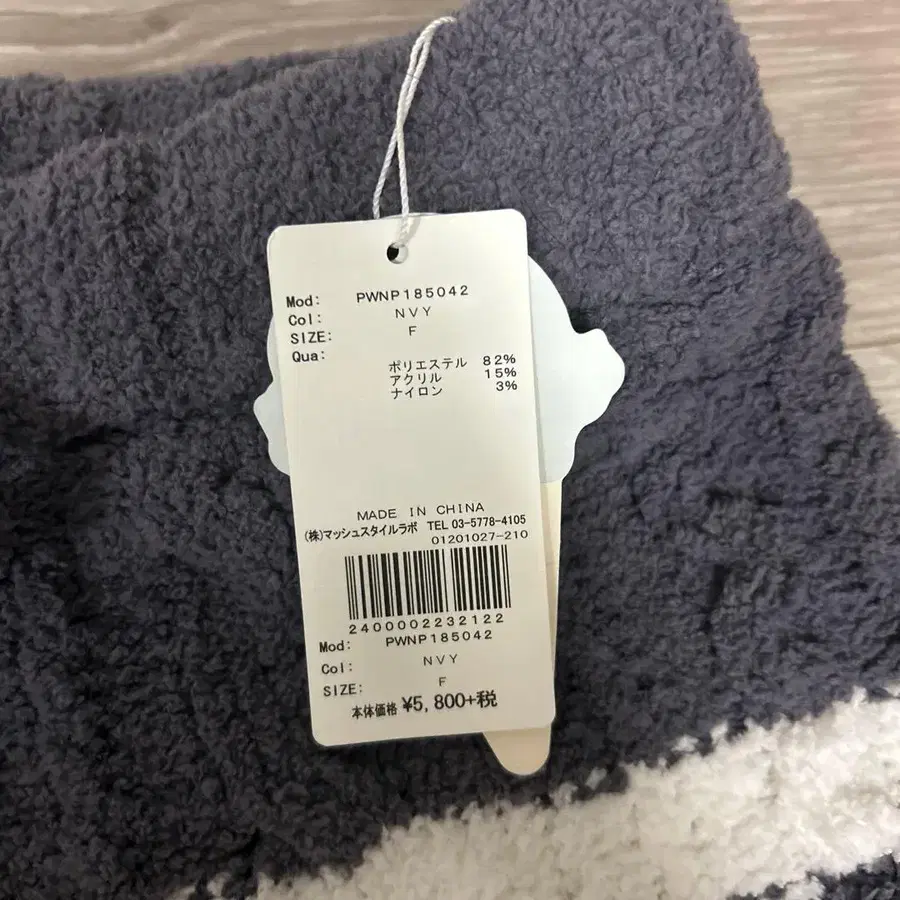 Mod: PWNP185042
Col: NVY
SIZE: F
Qua:
ポリエステル 82%
アクリル 15%
ナイロン 3%
MADE IN CHINA
(株)マッシュスタイルラボ TEL 03-5778-4105
01201027-210
2400002232122
Mod: PWNP185042
Col: NVY
SIZE: F
本体価格 ¥5,800+税